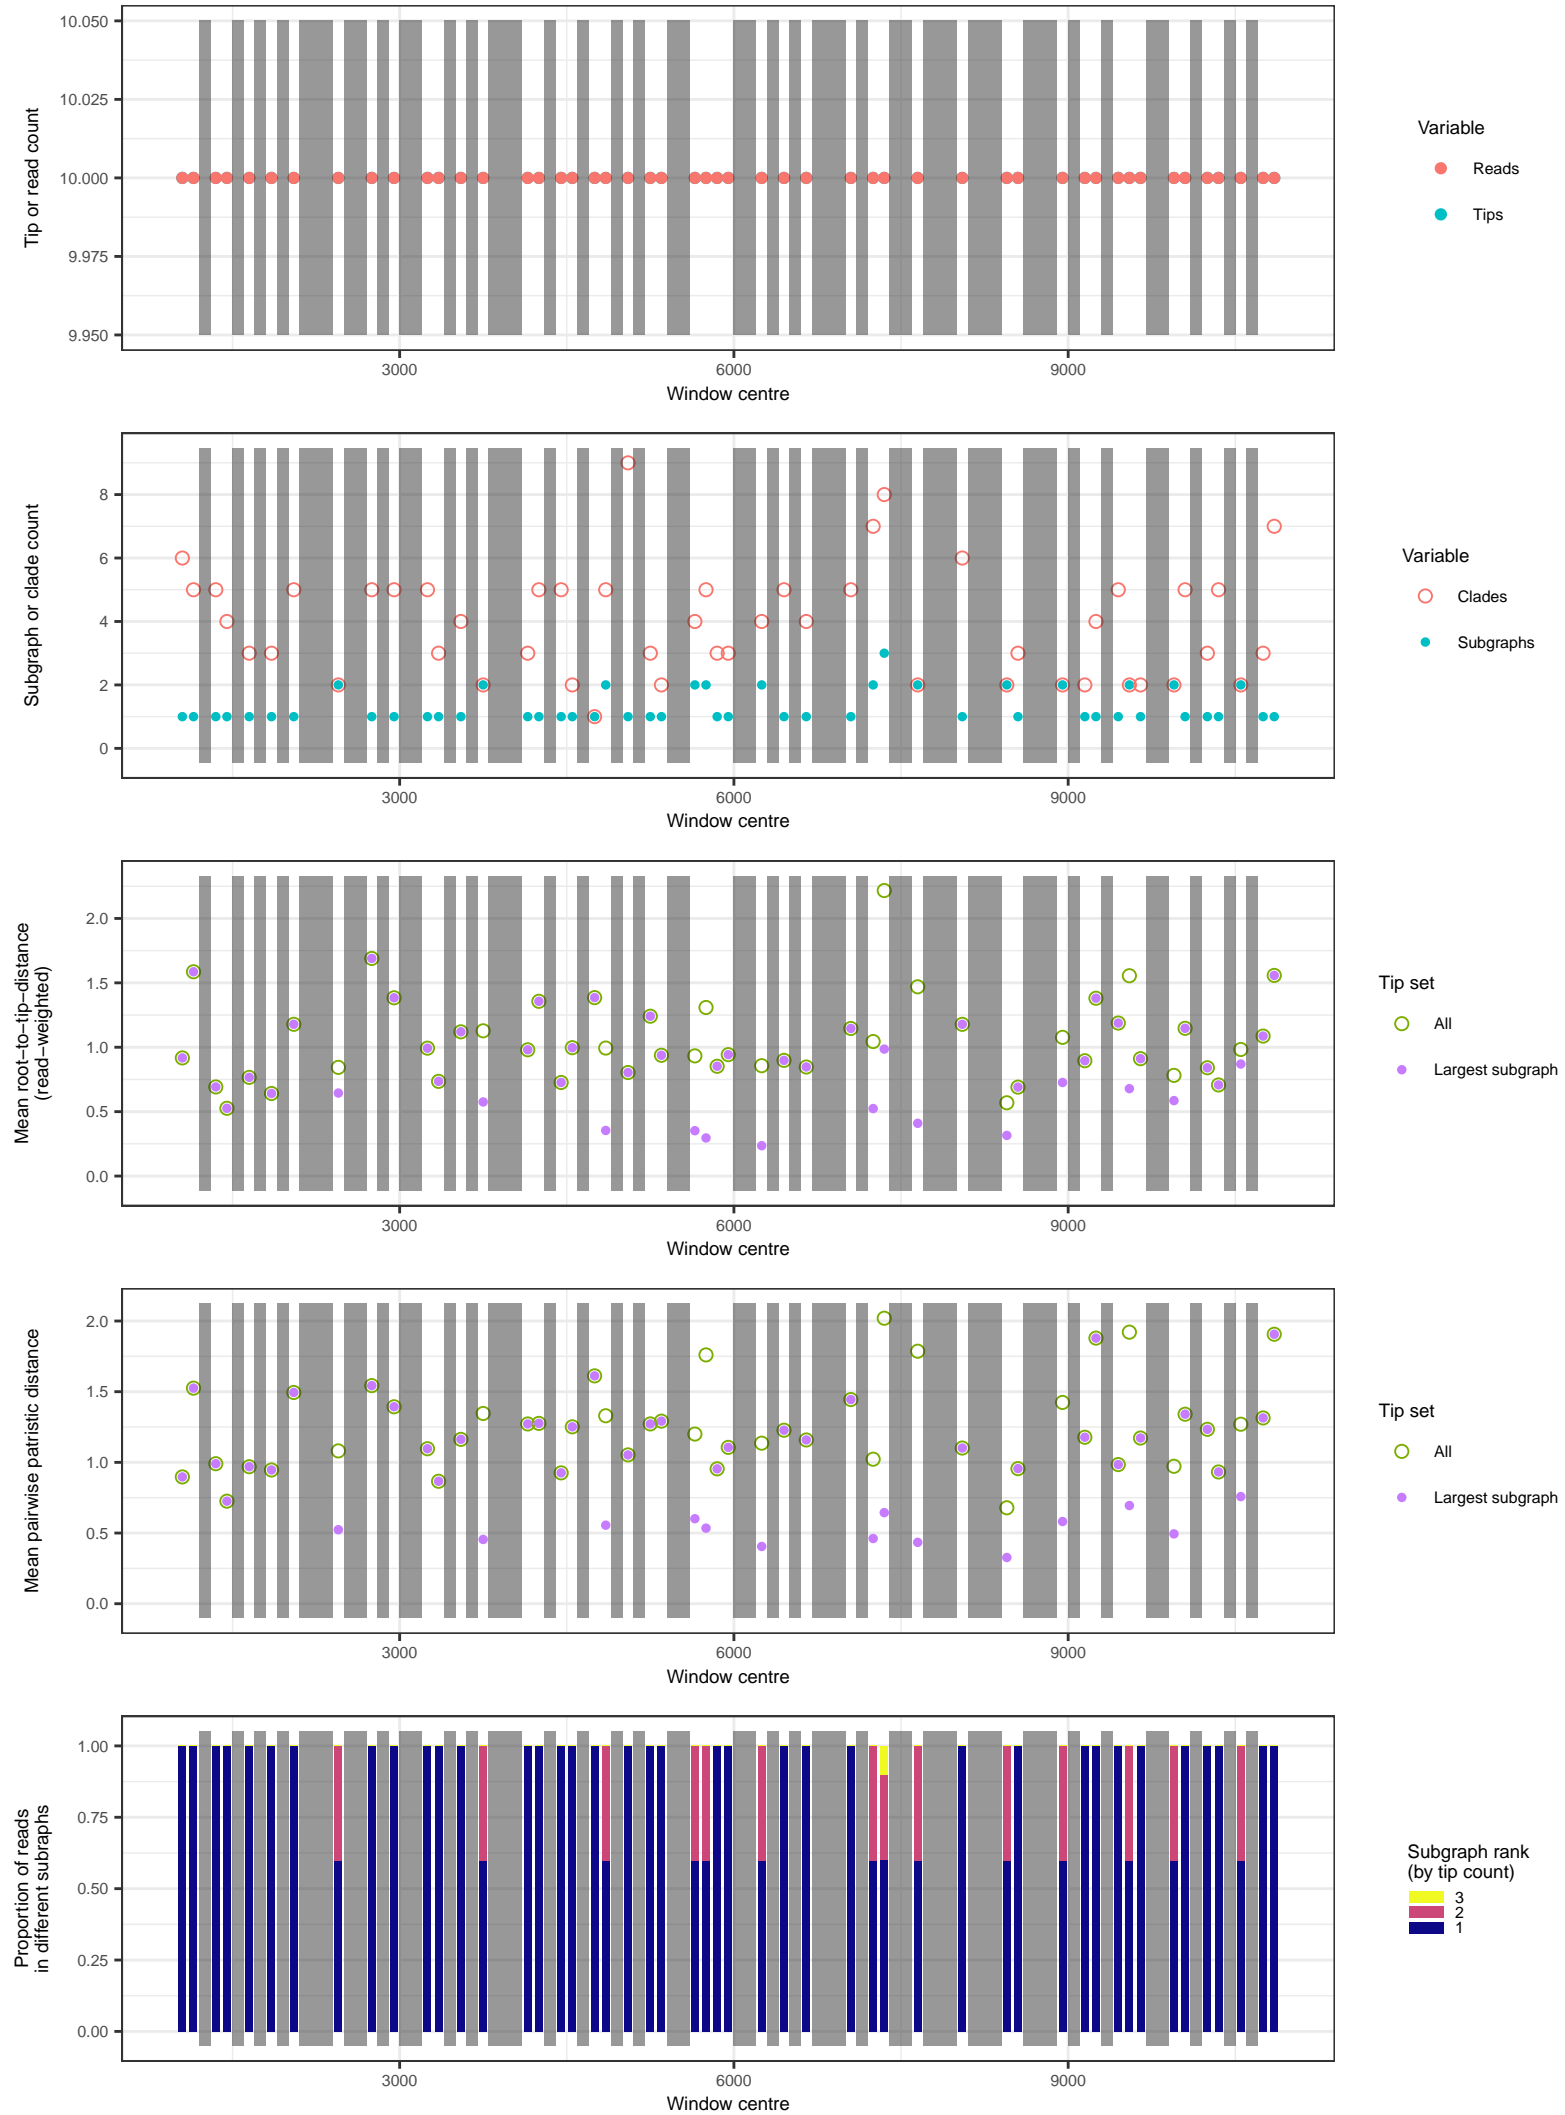 10.050
10.025
10.000
9.975
9.950
Tip or read count
3000
6000
9000
Window centre
Variable
Reads
Tips
8
6
4
2
0
Subgraph or clade count
3000
6000
9000
Window centre
Variable
Clades
Subgraphs
2.0
1.5
1.0
0.5
0.0
Mean root−to−tip−distance
(read−weighted)
3000
6000
9000
Window centre
Tip set
All
Largest subgraph
2.0
1.5
1.0
0.5
0.0
Mean pairwise patristic distance
3000
6000
9000
Window centre
Tip set
All
Largest subgraph
1.00
0.75
0.50
0.25
0.00
Proportion of reads
in different subraphs
3000
6000
9000
Window centre
Subgraph rank
(by tip count)
3
2
1